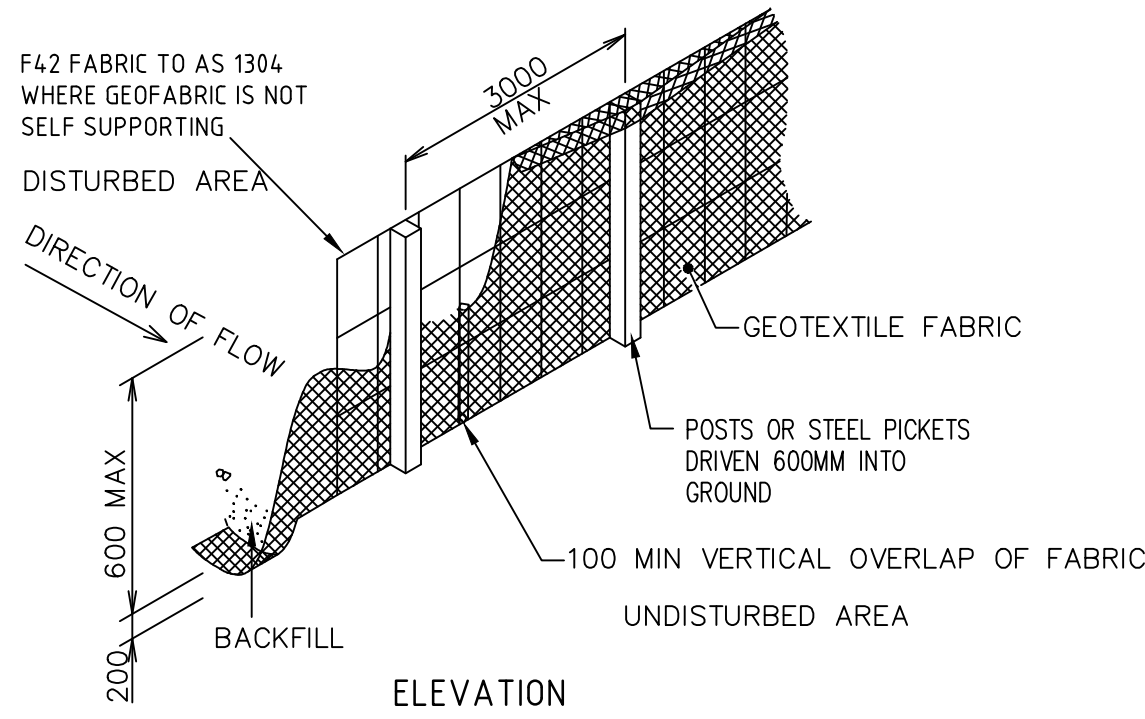 F42 FABRIC TO AS 1304
WHERE GEOFABRIC IS NOT
SELF SUPPORTING
DISTURBED AREA
3000
MAX
DIRECTION OF FLOW
GEOTEXTILE FABRIC
POSTS OR STEEL PICKETS
DRIVEN 600MM INTO
GROUND
600 MAX
100 MIN VERTICAL OVERLAP OF FABRIC
UNDISTURBED AREA
BACKFILL
200
ELEVATION